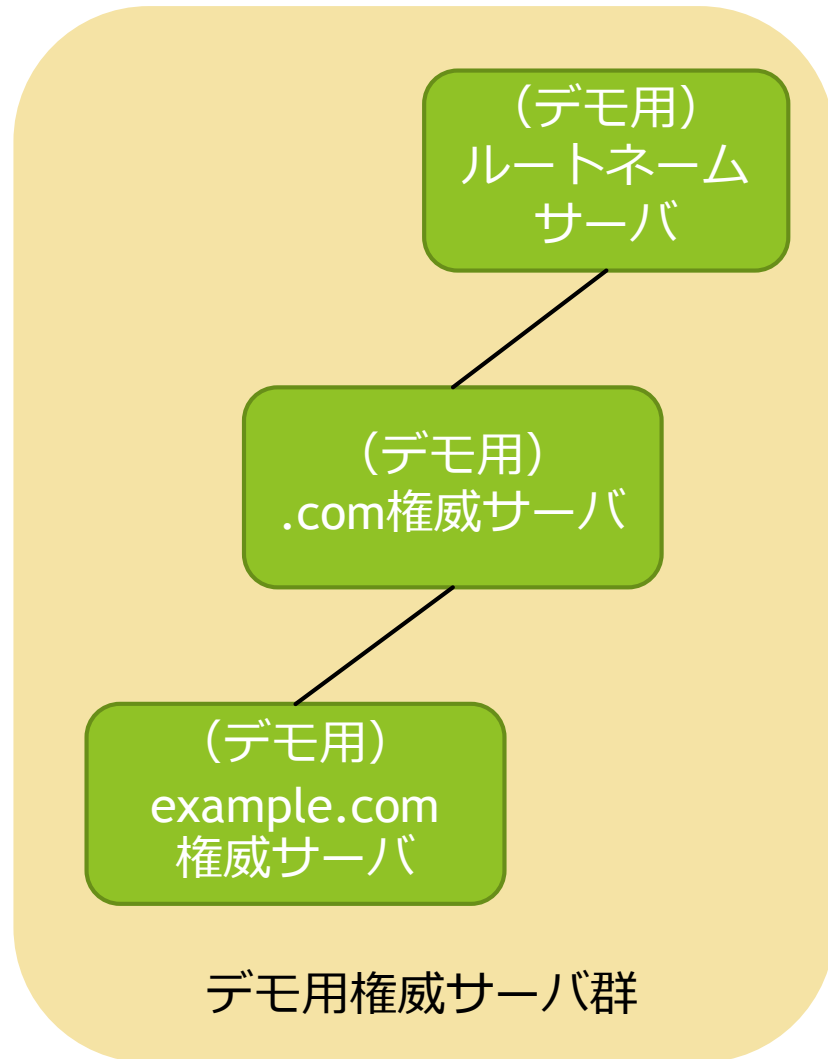 （デモ用）
ルートネーム
サーバ
（デモ用）
.com権威サーバ
（デモ用）
example.com
権威サーバ
デモ用権威サーバ群